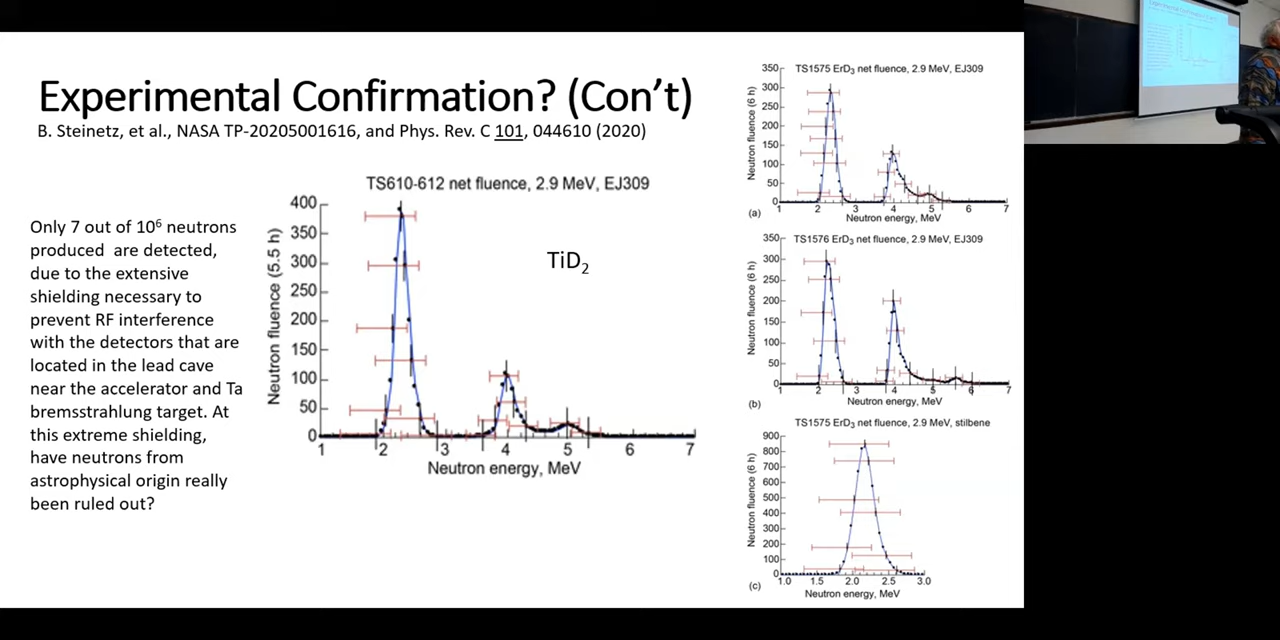 Experimental Confirmation? (Con't)
B. Steinetz, et al., NASA TP-20205001616, and Phys. Rev. C 101, 044610 (2020)
Only 7 out of 10⁶ neutrons
produced are detected,
due to the extensive
shielding necessary to
prevent RF interference
with the detectors that are
located in the lead cave
near the accelerator and Ta
bremsstrahlung target. At
this extreme shielding,
have neutrons from
astrophysical origin really
been ruled out?
TS610-612 net fluence, 2.9 MeV, EJ309
TiD₂
Neutron fluence (5.5 h)
400
350
300
250
200
150
100
50
0
1 2 3 4 5 6 7
Neutron energy, MeV
TS1575 ErD₃ net fluence, 2.9 MeV, EJ309
Neutron fluence (6 h)
350
300
250
200
150
100
50
0
1 2 3 4 5 6 7
Neutron energy, MeV
(a)
TS1576 ErD₃ net fluence, 2.9 MeV, EJ309
Neutron fluence (6 h)
350
300
250
200
150
100
50
0
1 2 3 4 5 6 7
Neutron energy, MeV
(b)
TS1575 ErD₃ net fluence, 2.9 MeV, stilbene
Neutron fluence (6 h)
900
800
700
600
500
400
300
200
100
0
1.0 1.5 2.0 2.5 3.0
Neutron energy, MeV
(c)